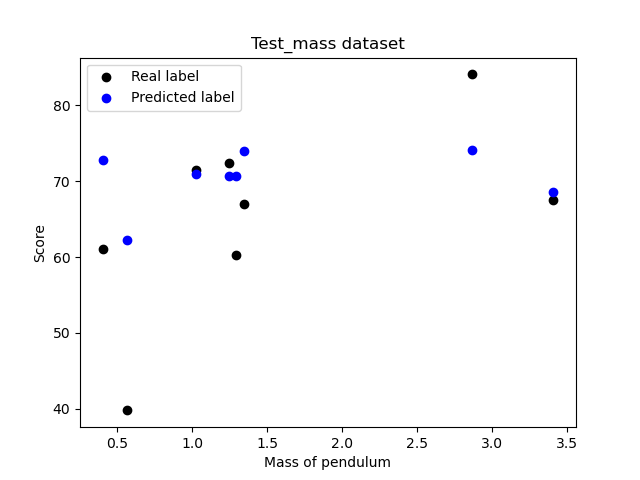 Test_mass dataset
Real label
Predicted label
80
70
60
50
40
Score
0.5 1.0 1.5 2.0 2.5 3.0 3.5
Mass of pendulum